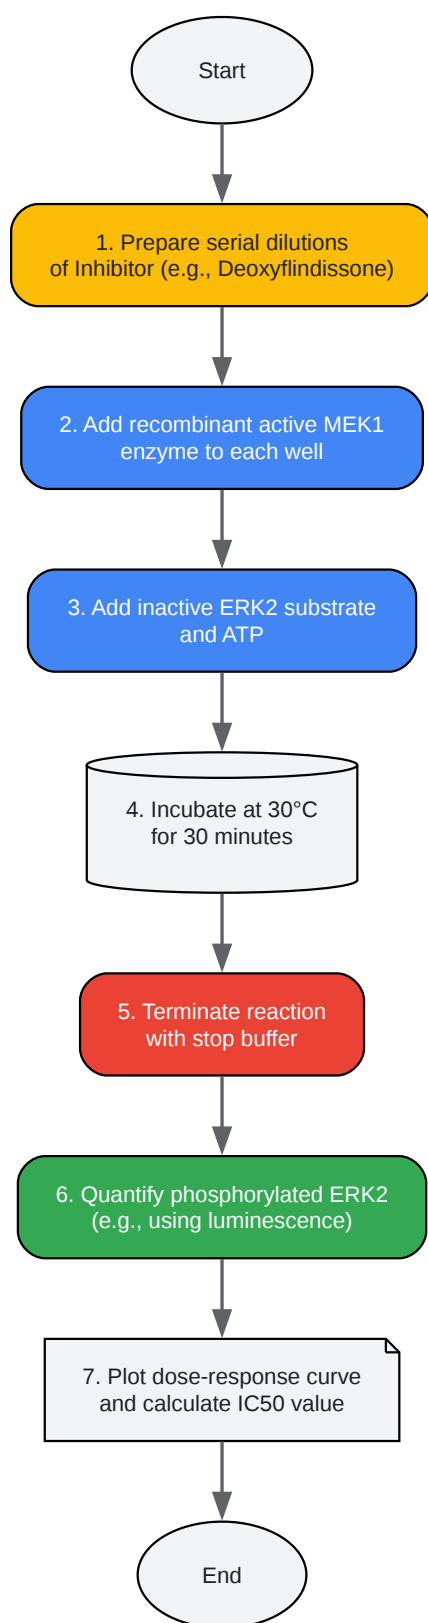 Start
1. Prepare serial dilutions
of Inhibitor (e.g., Deoxyflindissone)
2. Add recombinant active MEK1
enzyme to each well
3. Add inactive ERK2 substrate
and ATP
4. Incubate at 30°C
for 30 minutes
5. Terminate reaction
with stop buffer
6. Quantify phosphorylated ERK2
(e.g., using luminescence)
7. Plot dose-response curve
and calculate IC50 value
End